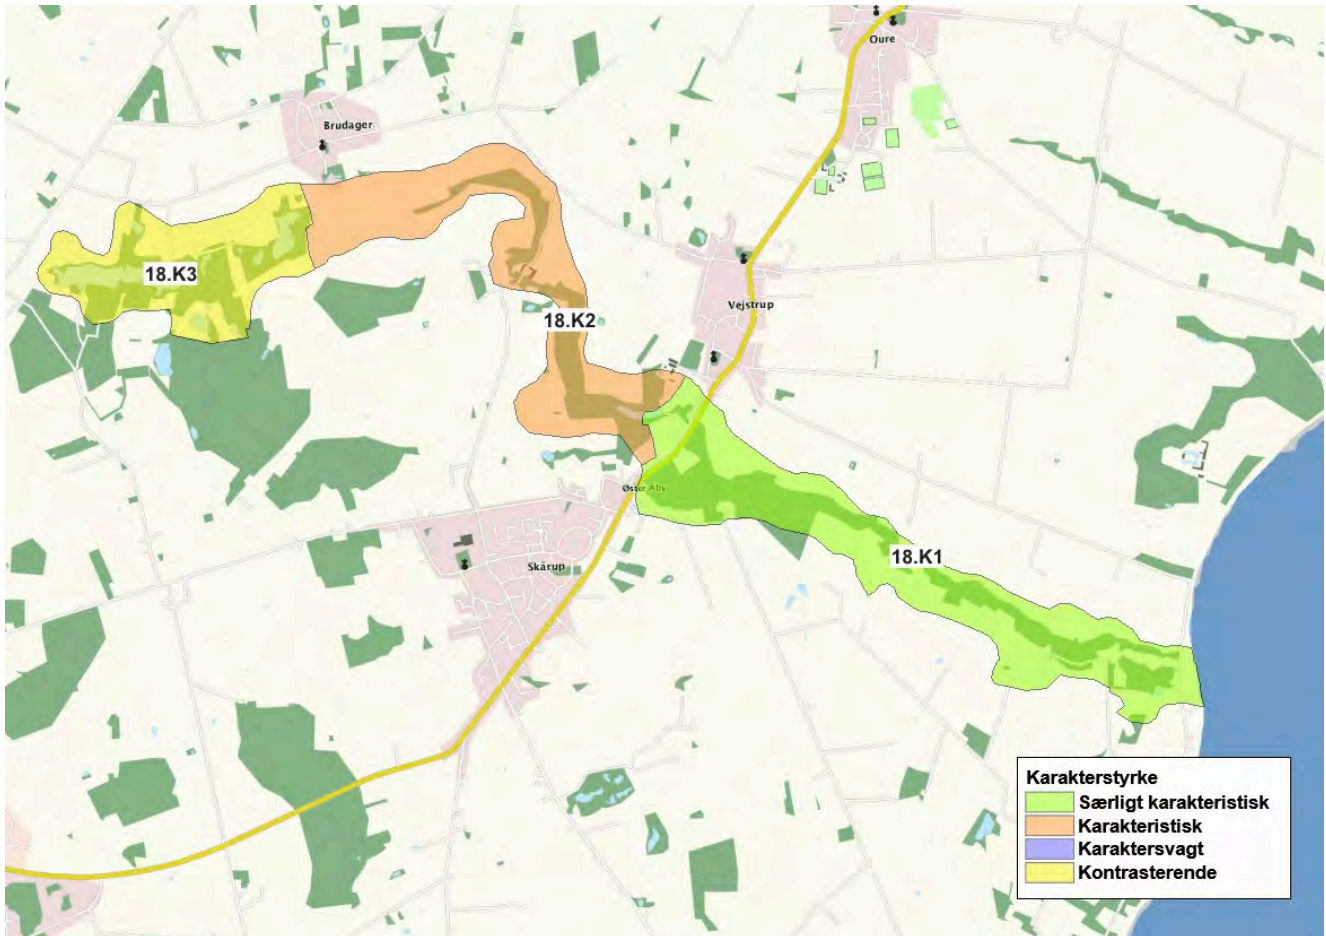 Oure
Brudager
18.K3
Vejstrup
18.K2
Øster Åby
18.K1
Skårup
Karakterstyrke
Særligt karakteristisk
Karakteristisk
Karaktersvagt
Kontrasterende